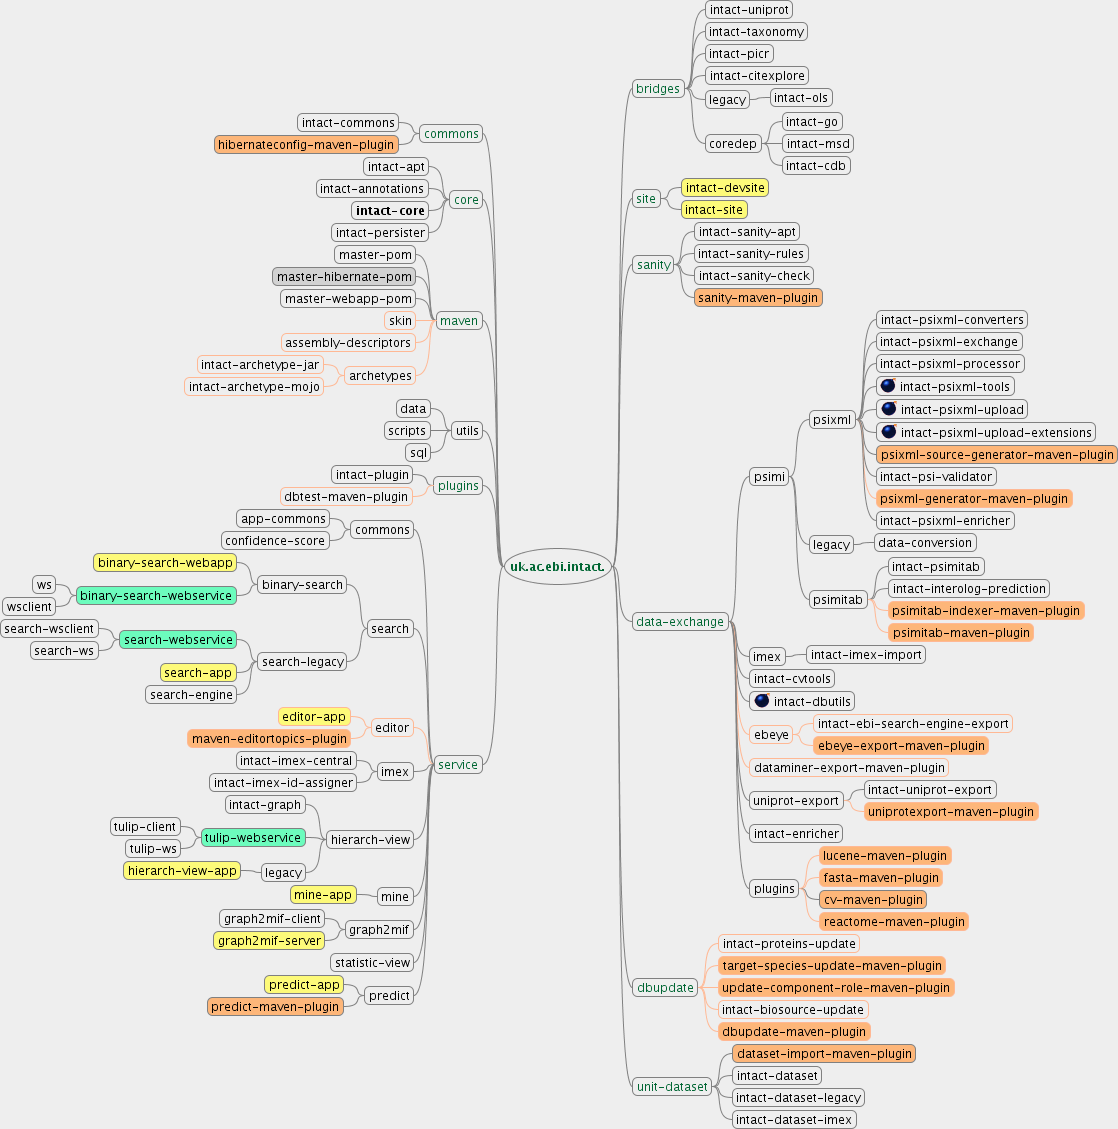 uk.ac.ebi.intact.
commons
intact-commons
hibernateconfig-maven-plugin
core
intact-apt
intact-annotations
intact-core
intact-persister
maven
master-pom
master-hibernate-pom
master-webapp-pom
skin
assembly-descriptors
archetypes
intact-archetype-jar
intact-archetype-mojo
utils
data
scripts
sql
plugins
intact-plugin
dbtest-maven-plugin
service
commons
app-commons
confidence-score
search
binary-search
binary-search-webapp
binary-search-webservice
ws
wsclient
search-legacy
search-webservice
search-wsclient
search-ws
search-app
search-engine
editor
editor-app
maven-editortopics-plugin
imex
intact-imex-central
intact-imex-id-assigner
hierarch-view
intact-graph
tulip-webservice
tulip-client
tulip-ws
legacy
hierarch-view-app
mine
mine-app
graph2mif
graph2mif-client
graph2mif-server
statistic-view
predict
predict-app
predict-maven-plugin
bridges
intact-uniprot
intact-taxonomy
intact-picr
intact-citexplore
legacy
intact-ols
coredep
intact-go
intact-msd
intact-cdb
site
intact-devsite
intact-site
sanity
intact-sanity-apt
intact-sanity-rules
intact-sanity-check
sanity-maven-plugin
data-exchange
psimi
psixml
intact-psixml-converters
intact-psixml-exchange
intact-psixml-processor
intact-psixml-tools
intact-psixml-upload
intact-psixml-upload-extensions
psixml-source-generator-maven-plugin
intact-psi-validator
psixml-generator-maven-plugin
intact-psixml-enricher
legacy
data-conversion
psimitab
intact-psimitab
intact-interolog-prediction
psimitab-indexer-maven-plugin
psimitab-maven-plugin
imex
intact-imex-import
intact-cvtools
intact-dbutils
ebeye
intact-ebi-search-engine-export
ebeye-export-maven-plugin
dataminer-export-maven-plugin
uniprot-export
intact-uniprot-export
uniprotexport-maven-plugin
intact-enricher
plugins
lucene-maven-plugin
fasta-maven-plugin
cv-maven-plugin
reactome-maven-plugin
dbupdate
intact-proteins-update
target-species-update-maven-plugin
update-component-role-maven-plugin
intact-biosource-update
dbupdate-maven-plugin
unit-dataset
dataset-import-maven-plugin
intact-dataset
intact-dataset-legacy
intact-dataset-imex